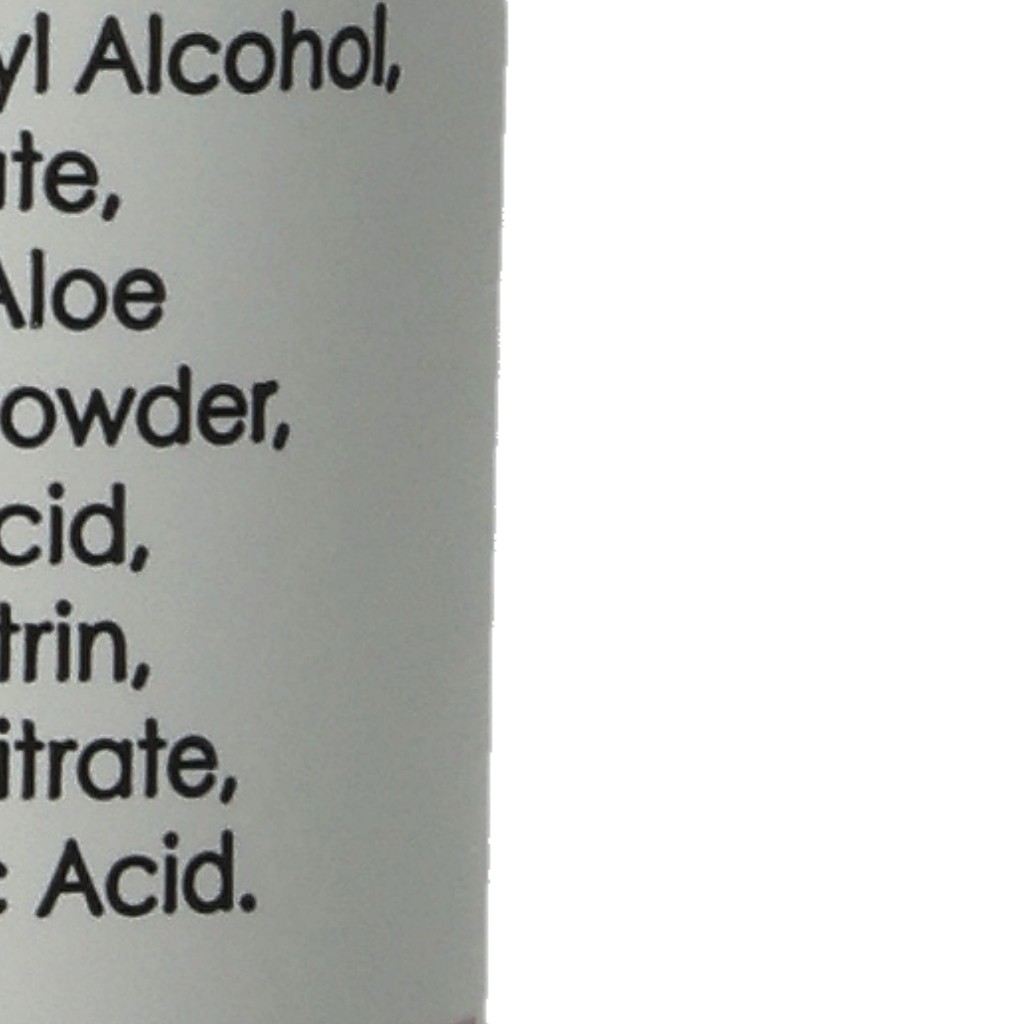 yl Alcohol,
ate,
Aloe
owder,
cid,
trin,
itrate,
c Acid.